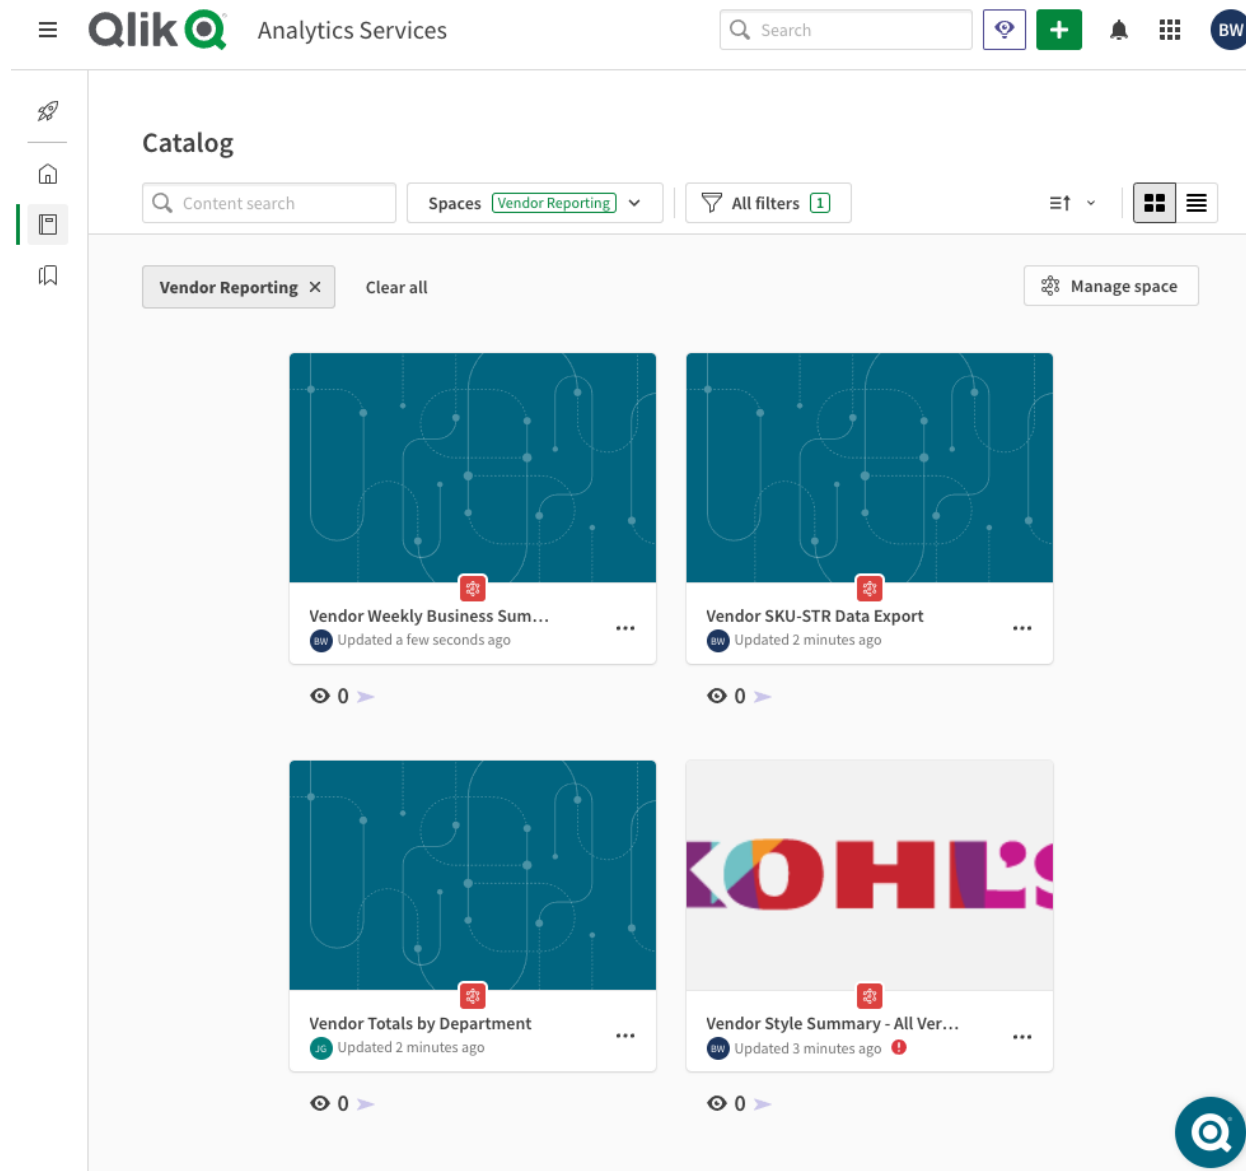 Qlik Analytics Services Search BW
Catalog
Content search Spaces Vendor Reporting All filters 1
Vendor Reporting Clear all Manage space
Vendor Weekly Business Sum... Vendor SKU-STR Data Export
BW Updated a few seconds ago BW Updated 2 minutes ago
0 0
KOHL'S
Vendor Totals by Department Vendor Style Summary - All Ver...
JG Updated 2 minutes ago BW Updated 3 minutes ago
0 0